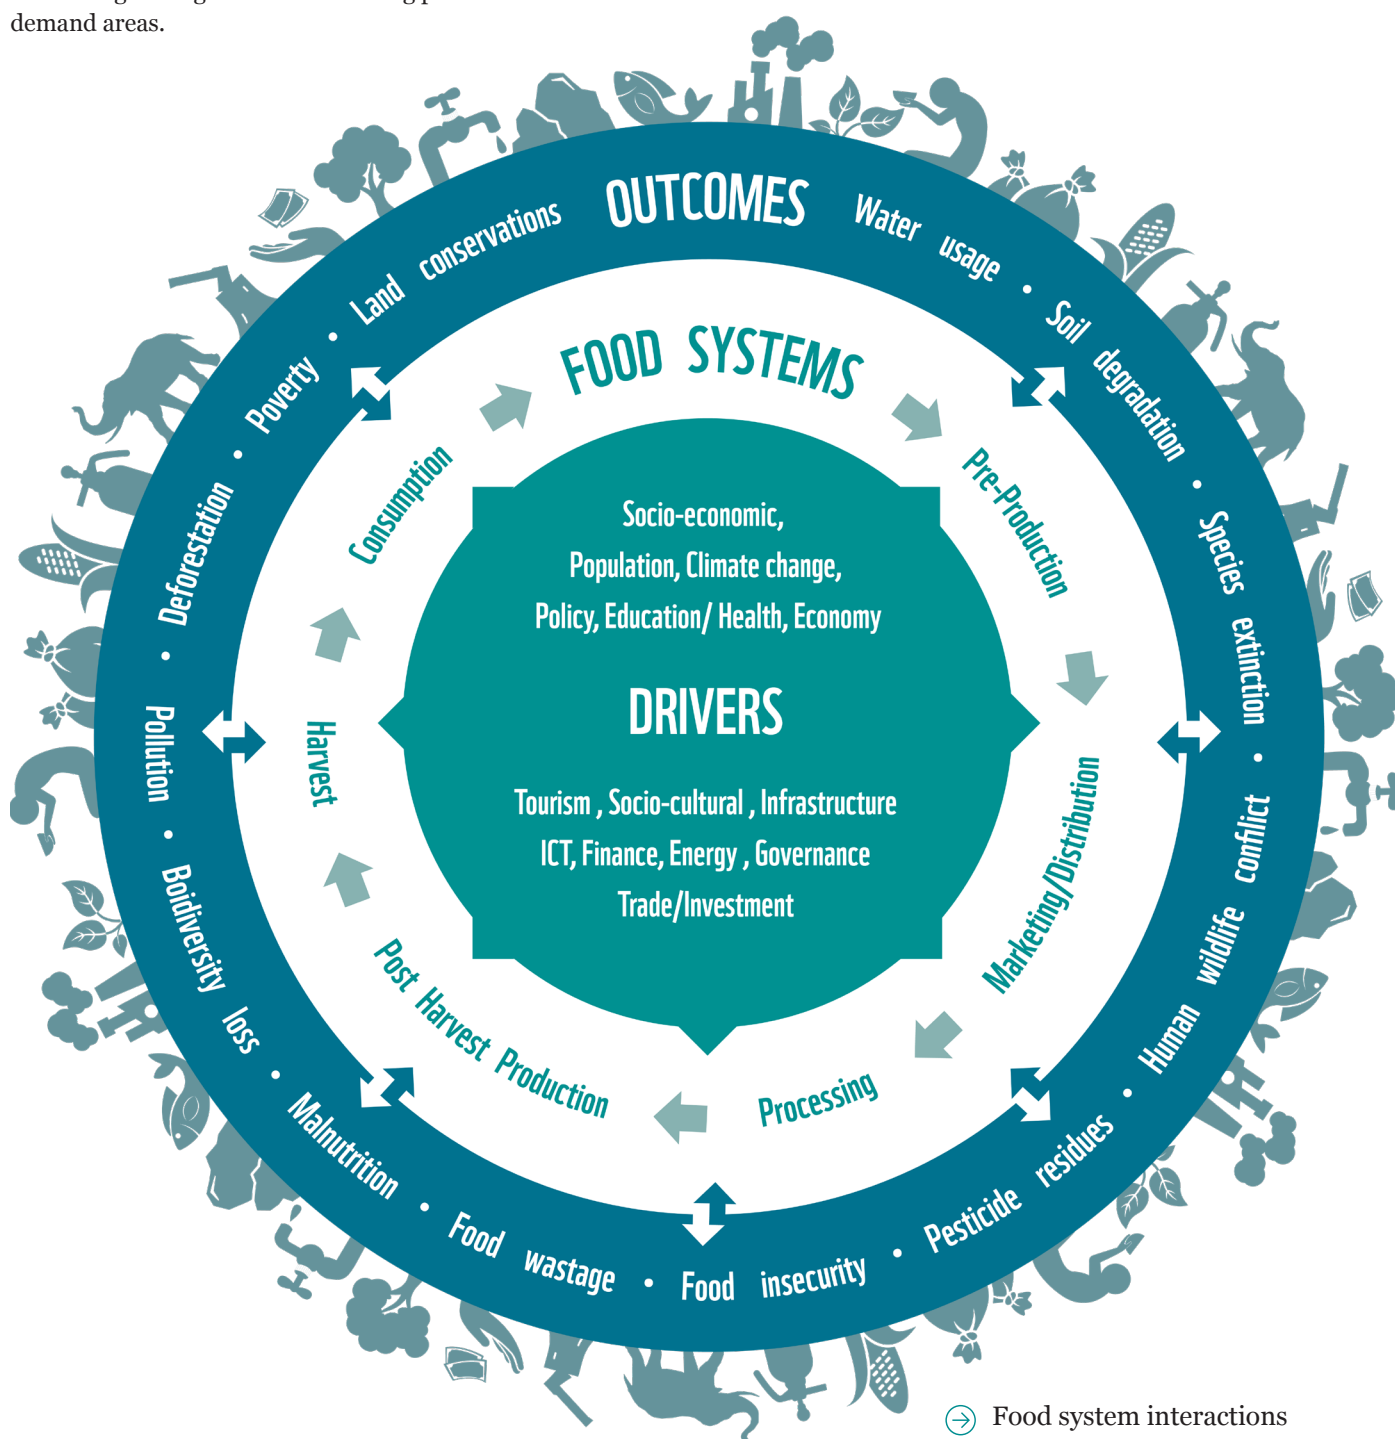 demand areas.
OUTCOMES
Water usage • Soil degradation • Species extinction • Human wildlife conflict • Pesticide residues • Food insecurity • Food wastage • Malnutrition • Boidiversity loss • Pollution • Deforestation • Poverty • Land conservations
FOOD SYSTEMS
Pre-Production
Marketing/Distribution
Processing
Post Harvest Production
Harvest
Consumption
Socio-economic,
Population, Climate change,
Policy, Education/ Health, Economy
DRIVERS
Tourism , Socio-cultural , Infrastructure
ICT, Finance, Energy , Governance
Trade/Investment
Food system interactions